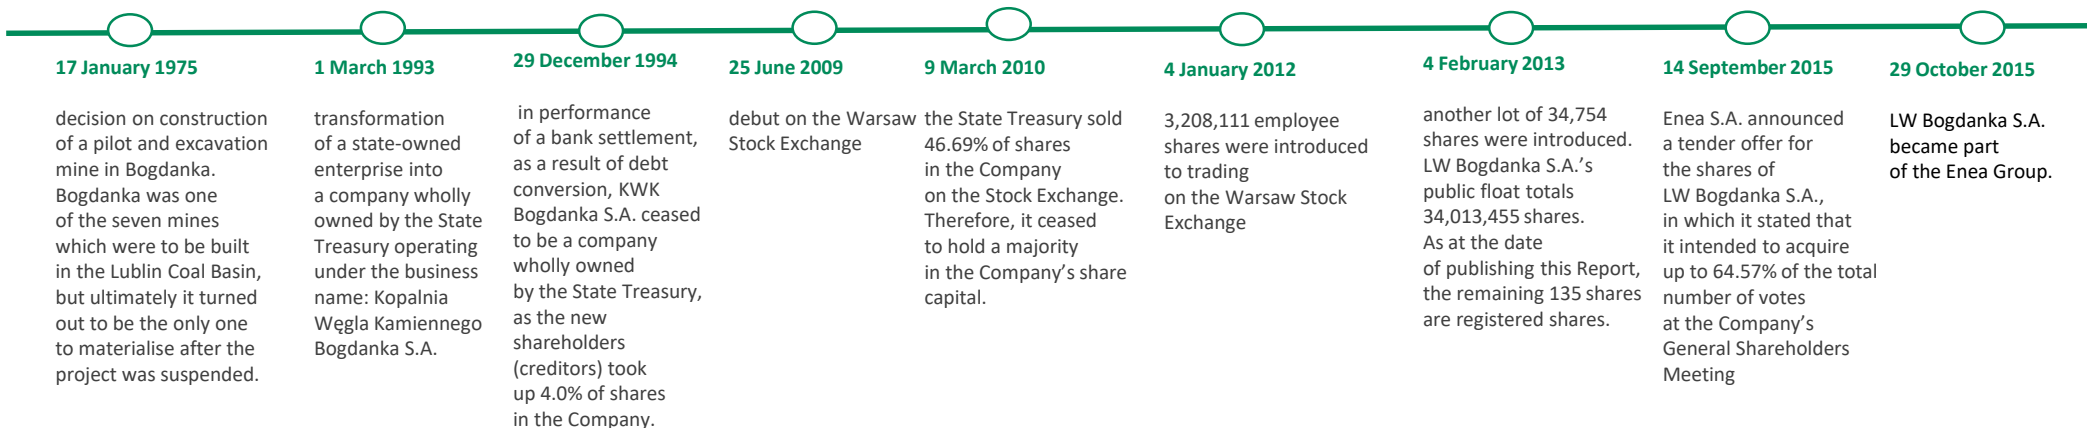 17 January 1975
decision on construction
of a pilot and excavation
mine in Bogdanka.
Bogdanka was one
of the seven mines
which were to be built
in the Lublin Coal Basin,
but ultimately it turned
out to be the only one
to materialise after the
project was suspended.
1 March 1993
transformation
of a state-owned
enterprise into
a company wholly
owned by the State
Treasury operating
under the business
name: Kopalnia
Węgla Kamiennego
Bogdanka S.A.
29 December 1994
in performance
of a bank settlement,
as a result of debt
conversion, KWK
Bogdanka S.A. ceased
to be a company
wholly owned
by the State Treasury,
as the new
shareholders
(creditors) took
up 4.0% of shares
in the Company.
25 June 2009
debut on the Warsaw
Stock Exchange
9 March 2010
the State Treasury sold
46.69% of shares
in the Company
on the Stock Exchange.
Therefore, it ceased
to hold a majority
in the Company's share
capital.
4 January 2012
3,208,111 employee
shares were introduced
to trading
on the Warsaw Stock
Exchange
4 February 2013
another lot of 34,754
shares were introduced.
LW Bogdanka S.A.'s
public float totals
34,013,455 shares.
As at the date
of publishing this Report,
the remaining 135 shares
are registered shares.
14 September 2015
Enea S.A. announced
a tender offer for
the shares of
LW Bogdanka S.A.,
in which it stated that
it intended to acquire
up to 64.57% of the total
number of votes
at the Company's
General Shareholders
Meeting
29 October 2015
LW Bogdanka S.A.
became part
of the Enea Group.